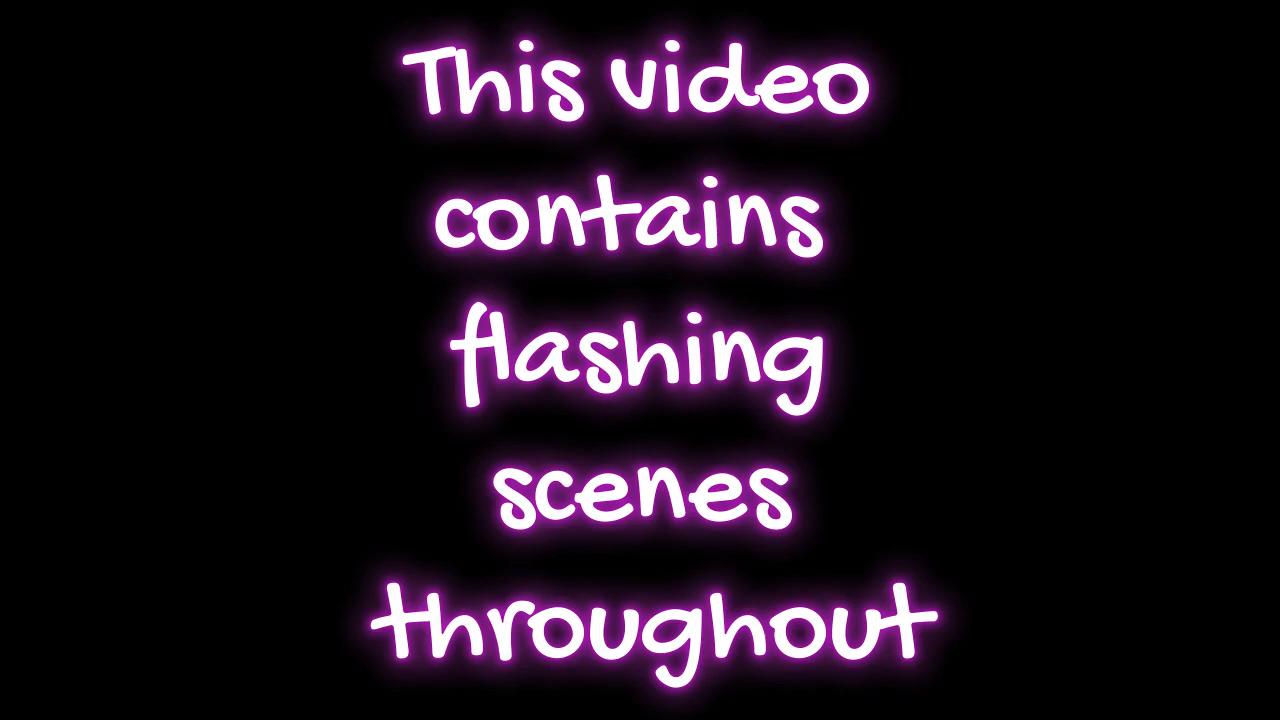 This video
contains
flashing
scenes
throughout